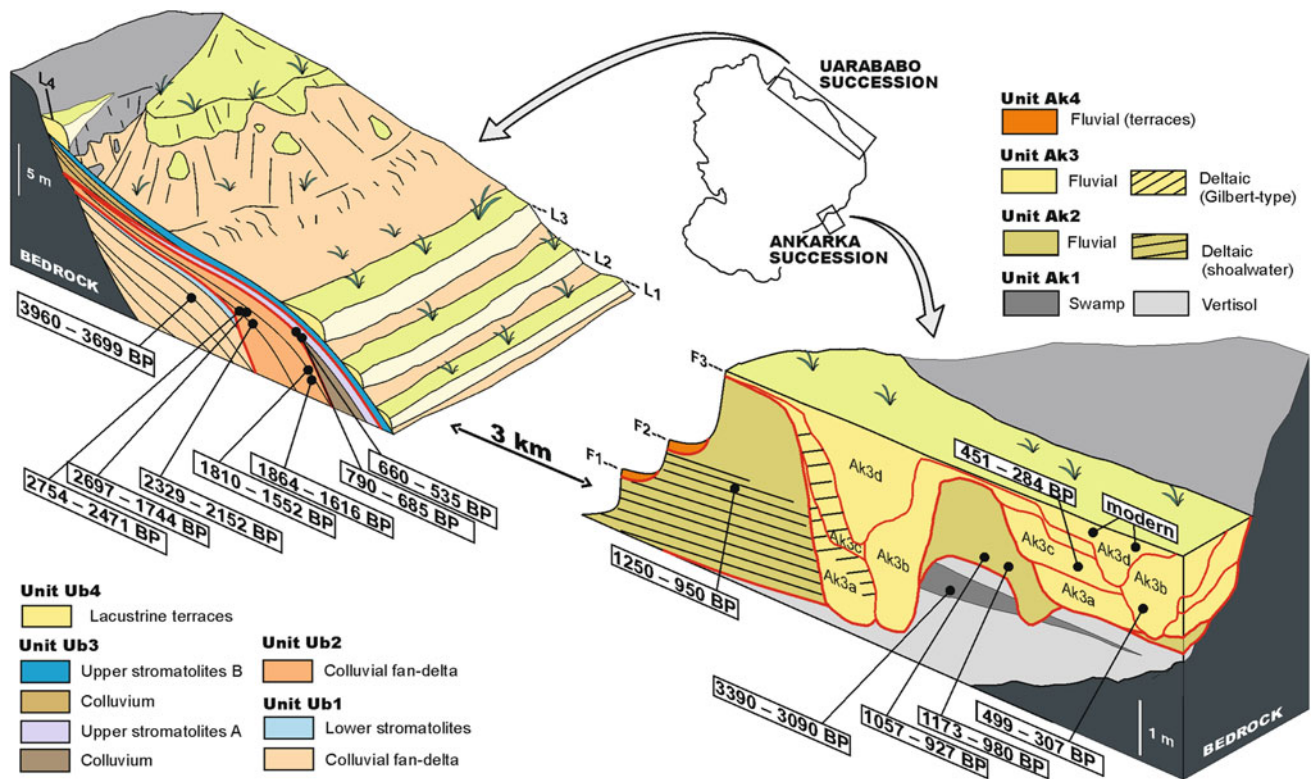 UARABABO
SUCCESSION
ANKARKA
SUCCESSION
Unit Ak4
Fluvial (terraces)
Unit Ak3
Fluvial
Deltaic
(Gilbert-type)
Unit Ak2
Fluvial
Deltaic
(shoalwater)
Unit Ak1
Swamp
Vertisol
L4
5 m
BEDROCK
L3
L2
L1
3960 – 3699 BP
2754 – 2471 BP
2697 – 1744 BP
2329 – 2152 BP
1810 – 1552 BP
1864 – 1616 BP
790 – 685 BP
660 – 535 BP
3 km
F3
F2
F1
Ak3d
Ak3c
Ak3a
Ak3b
451 –
284 BP
modern
Ak3c
Ak3d
Ak3b
Ak3a
1250 – 950 BP
3390 –
3090 BP
1057 –
927 BP
1173 –
980 BP
499 –
307 BP
1 m
BEDROCK
Unit Ub4
Lacustrine terraces
Unit Ub3
Upper stromatolites B
Colluvium
Upper stromatolites A
Colluvium
Unit Ub2
Colluvial fan-delta
Unit Ub1
Lower stromatolites
Colluvial fan-delta